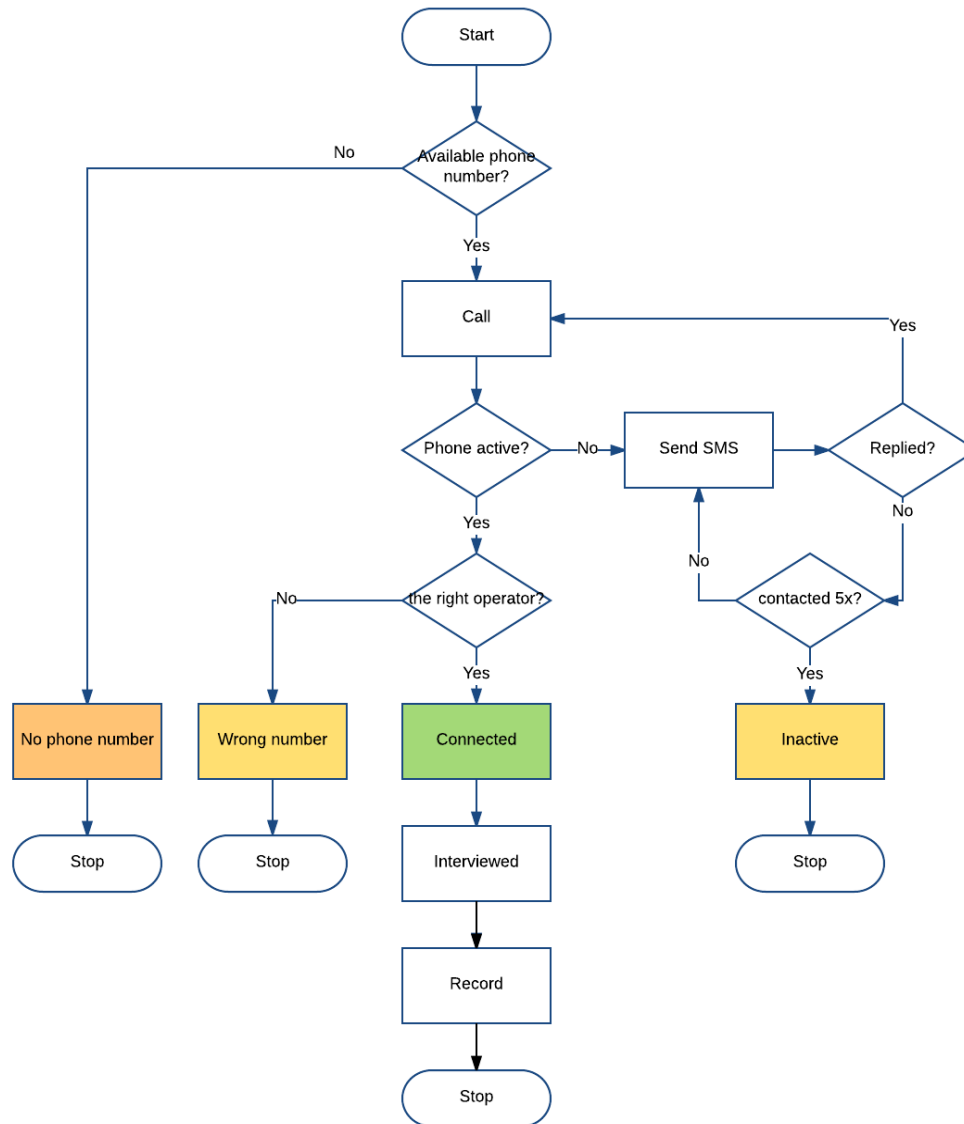 Start
No
Available phone
number?
Yes
Call
Yes
Phone active?
No
Send SMS
Replied?
Yes
No
No
No
the right operator?
contacted 5x?
Yes
Yes
No phone number
Wrong number
Connected
Inactive
Stop
Stop
Interviewed
Stop
Record
Stop